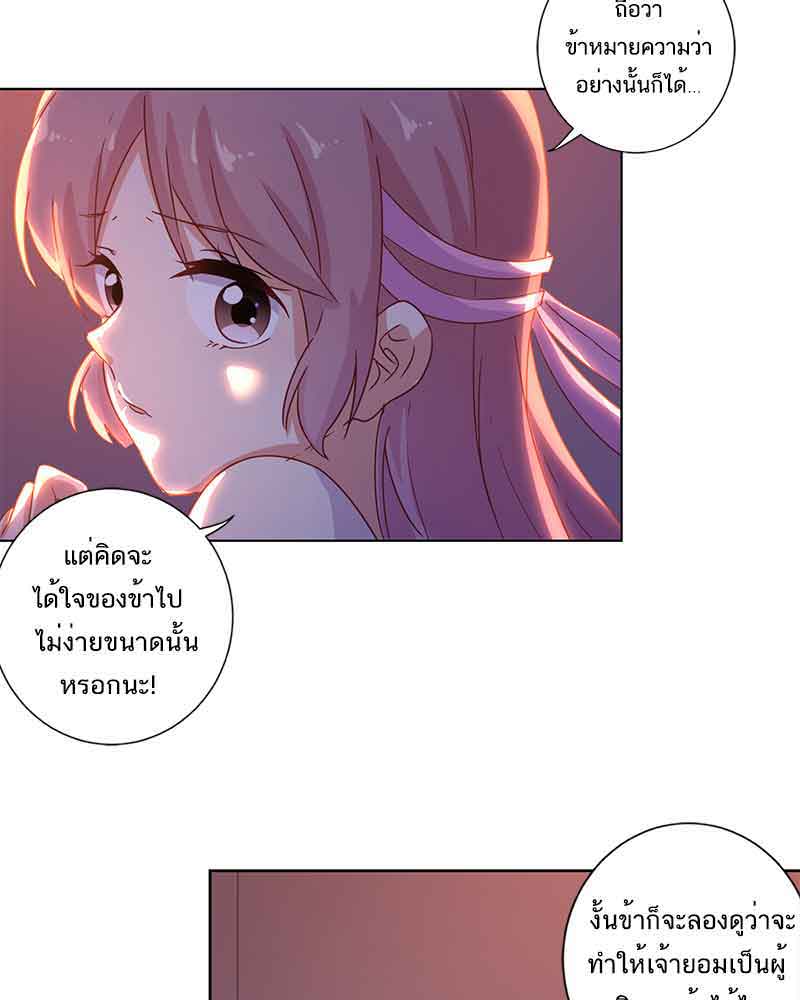 ถือว่า
ข้าหมายความว่า
อย่างนั้นก็ได้...
แต่คิดจะ
ได้ใจของข้าไป
ไม่ง่ายขนาดนั้น
หรอกนะ!
งั้นข้าก็จะลองดูว่าจะ
ทำให้เจ้ายอมเป็นผู้